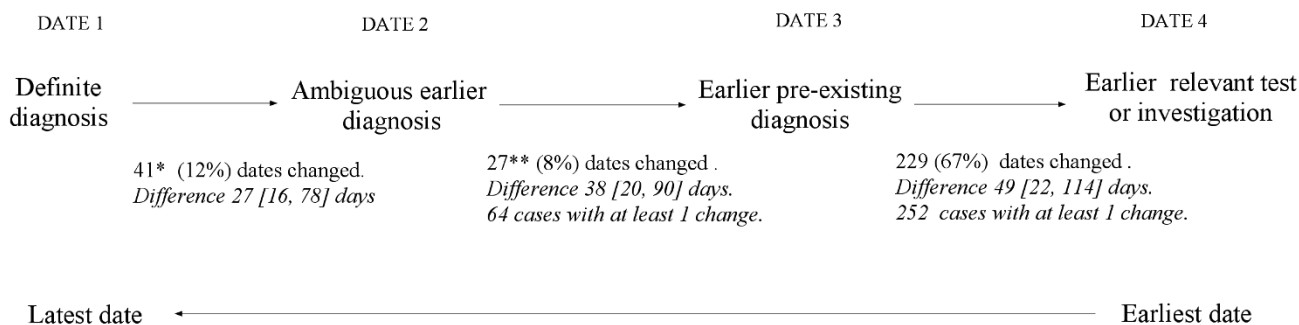 DATE 1
DATE 2
DATE 3
DATE 4
Definite
diagnosis
Ambiguous earlier
diagnosis
Earlier pre-existing
diagnosis
Earlier relevant test
or investigation
41* (12%) dates changed.
Difference 27 [16, 78] days
27** (8%) dates changed .
Difference 38 [20, 90] days.
64 cases with at least 1 change.
229 (67%) dates changed .
Difference 49 [22, 114] days.
252 cases with at least 1 change.
Latest date
Earliest date